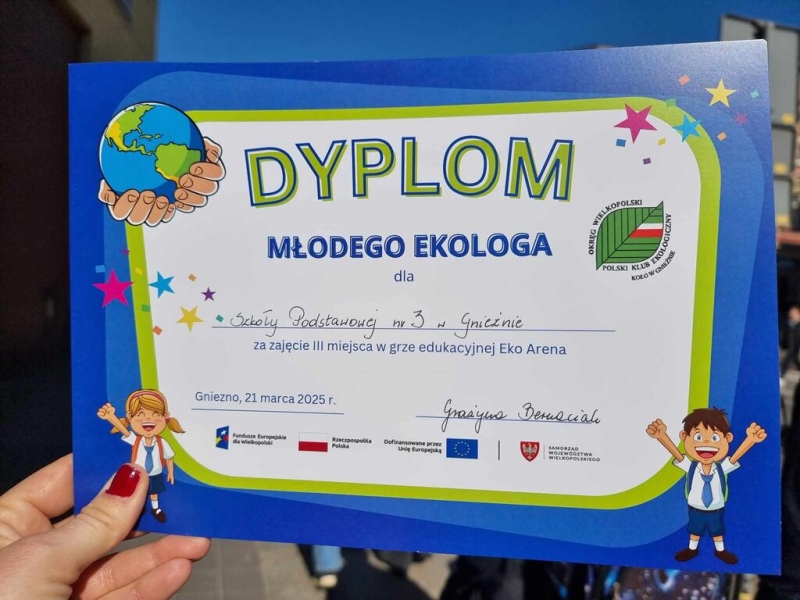 DYPLOM
MŁODEGO EKOLOGA
dla
OKRĘG WIELKOPOLSKI
POLSKI KLUB EKOLOGICZNY
KOŁO W GNIEŹNIE
Szkoły Podstawowej nr 3 w Gnieźnie
za zajęcie III miejsca w grze edukacyjnej Eko Arena
Gniezno, 21 marca 2025 r.
Grażyna
Fundusze Europejskie
dla Wielkopolski
Rzeczpospolita
Polska
Dofinansowane przez
Unię Europejską
SAMORZĄD
WOJEWÓDZTWA
WIELKOPOLSKIEGO